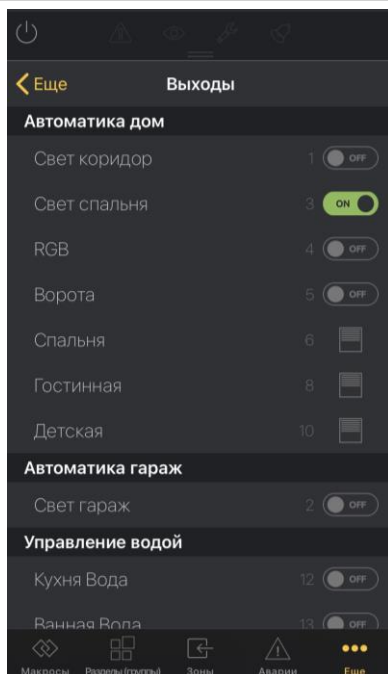 Еще Выходы
Автоматика дом
Свет коридор 1 OFF
Свет спальня 3 ON
RGB 4 OFF
Ворота 5 OFF
Спальня 6
Гостинная 8
Детская 10
Автоматика гараж
Свет гараж 2 OFF
Управление водой
Кухня Вода 12 OFF
Ванная Вода 13 OFF
Макросы Разделы (группы) Зоны Аварии Еще